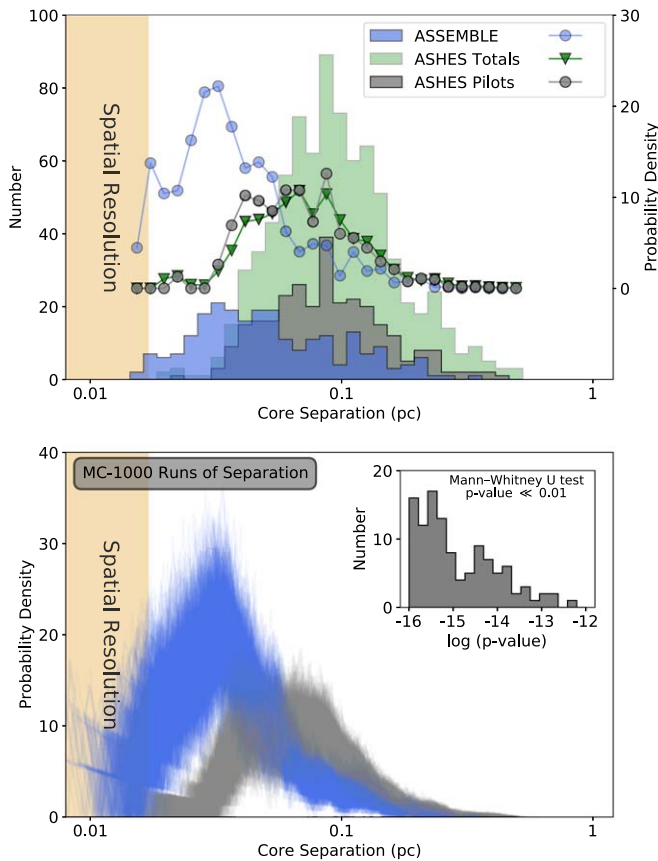 100
80
60
40
20
0
Number
Spatial Resolution
ASSEMBLE
ASHES Totals
ASHES Pilots
30
20
10
0
Probability Density
0.01
0.1
1
Core Separation (pc)
40
30
20
10
0
Probability Density
MC-1000 Runs of Separation
Spatial Resolution
Mann–Whitney U test
p-value ≪ 0.01
20
10
0
Number
-16
-15
-14
-13
-12
log (p-value)
0.01
0.1
1
Core Separation (pc)